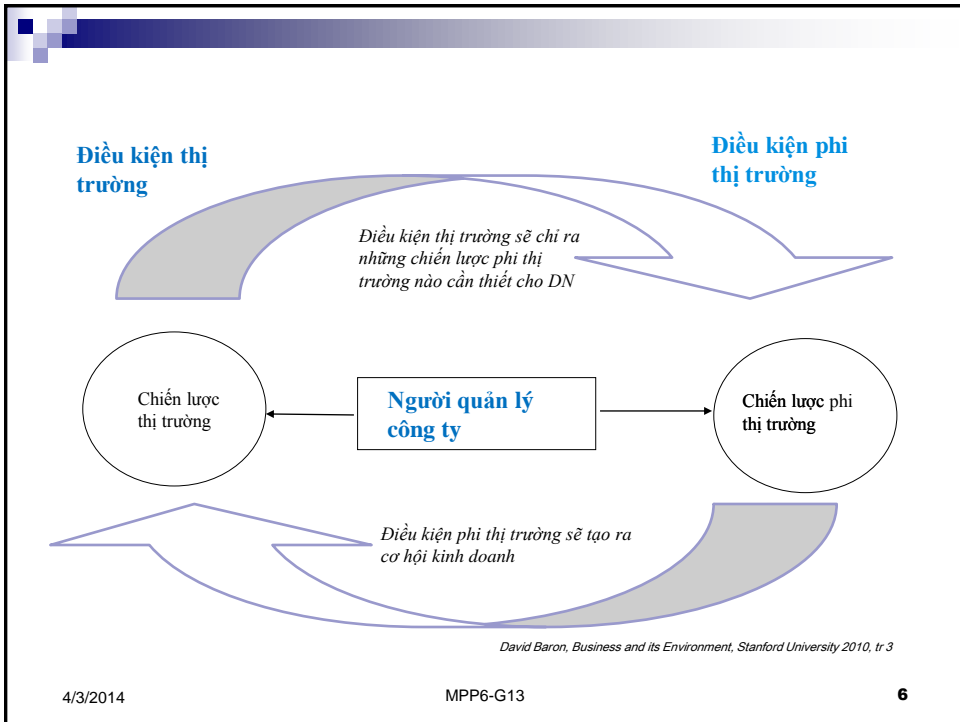 Điều kiện thị
trường
Điều kiện phi
thị trường
Điều kiện thị trường sẽ chỉ ra
những chiến lược phi thị
trường nào cần thiết cho DN
Chiến lược
thị trường
Người quản lý
công ty
Chiến lược phi
thị trường
Điều kiện phi thị trường sẽ tạo ra
cơ hội kinh doanh
David Baron, Business and its Environment, Stanford University 2010, tr 3
4/3/2014
MPP6-G13
6